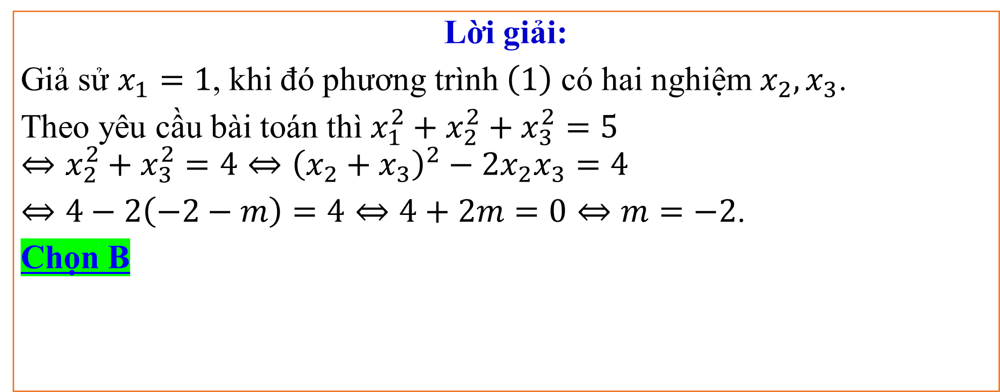 Lời giải:
Giả sử $x_1 = 1$, khi đó phương trình $(1)$ có hai nghiệm $x_2, x_3$.
Theo yêu cầu bài toán thì $x_1^2 + x_2^2 + x_3^2 = 5$
$\Leftrightarrow x_2^2 + x_3^2 = 4 \Leftrightarrow (x_2 + x_3)^2 - 2x_2x_3 = 4$
$\Leftrightarrow 4 - 2(-2 - m) = 4 \Leftrightarrow 4 + 2m = 0 \Leftrightarrow m = -2.$
Chọn B